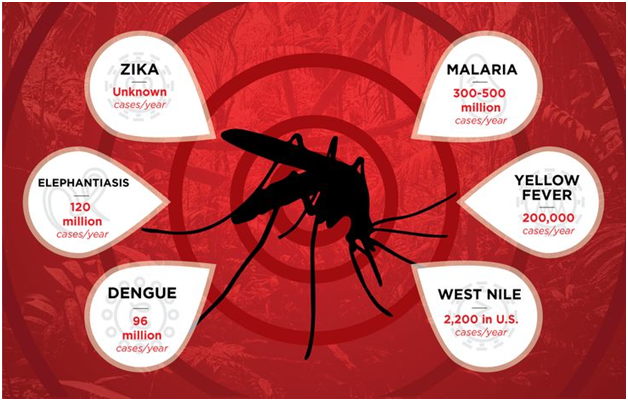 ZIKA
Unknown
cases/year
MALARIA
300-500
million
cases/year
ELEPHANTIASIS
120
million
cases/year
YELLOW
FEVER
200,000
cases/year
DENGUE
96
million
cases/year
WEST NILE
2,200 in U.S.
cases/year